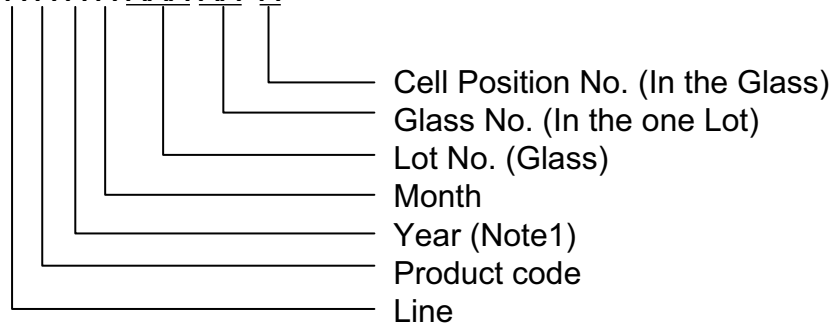 Cell Position No. (In the Glass)
Glass No. (In the one Lot)
Lot No. (Glass)
Month
Year (Note1)
Product code
Line